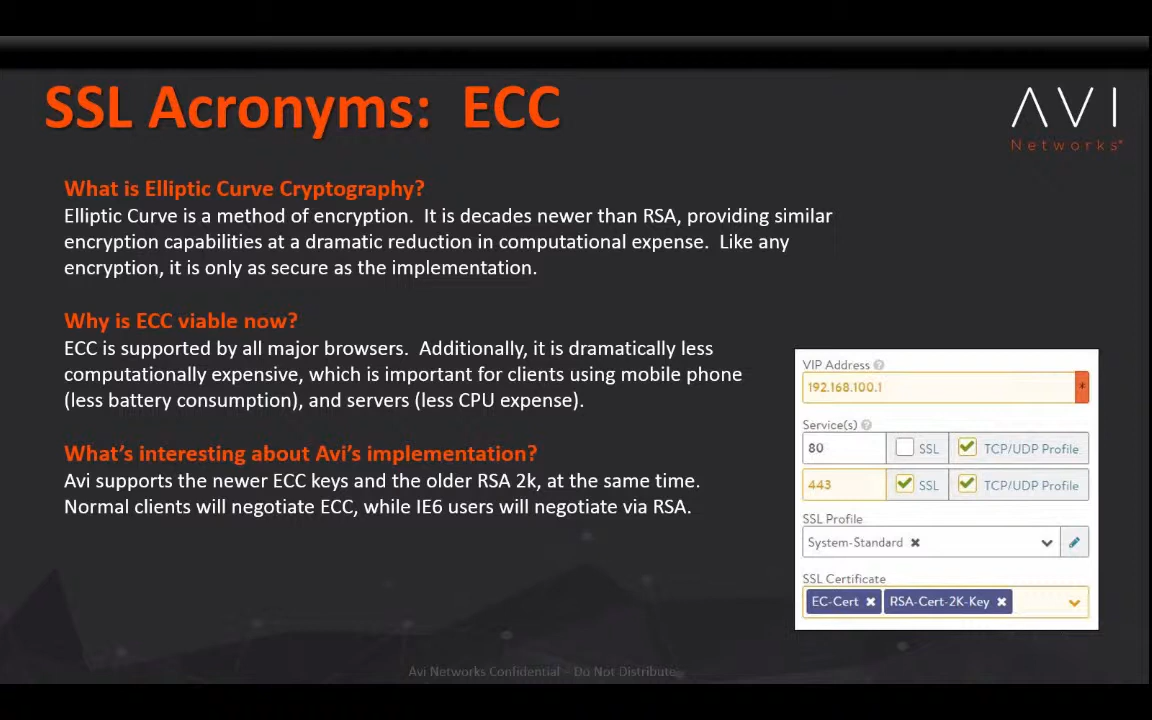 SSL Acronyms:  ECC
AVI
Networks
What is Elliptic Curve Cryptography?
Elliptic Curve is a method of encryption.  It is decades newer than RSA, providing similar
encryption capabilities at a dramatic reduction in computational expense.  Like any
encryption, it is only as secure as the implementation.
Why is ECC viable now?
ECC is supported by all major browsers.  Additionally, it is dramatically less
computationally expensive, which is important for clients using mobile phone
(less battery consumption), and servers (less CPU expense).
What's interesting about Avi's implementation?
Avi supports the newer ECC keys and the older RSA 2k, at the same time.
Normal clients will negotiate ECC, while IE6 users will negotiate via RSA.
VIP Address ?
192.168.100.1 *
Service(s) ?
80 SSL TCP/UDP Profile
443 SSL TCP/UDP Profile
SSL Profile
System-Standard
SSL Certificate
EC-Cert RSA-Cert-2K-Key
Avi Networks Confidential – Do Not Distribute